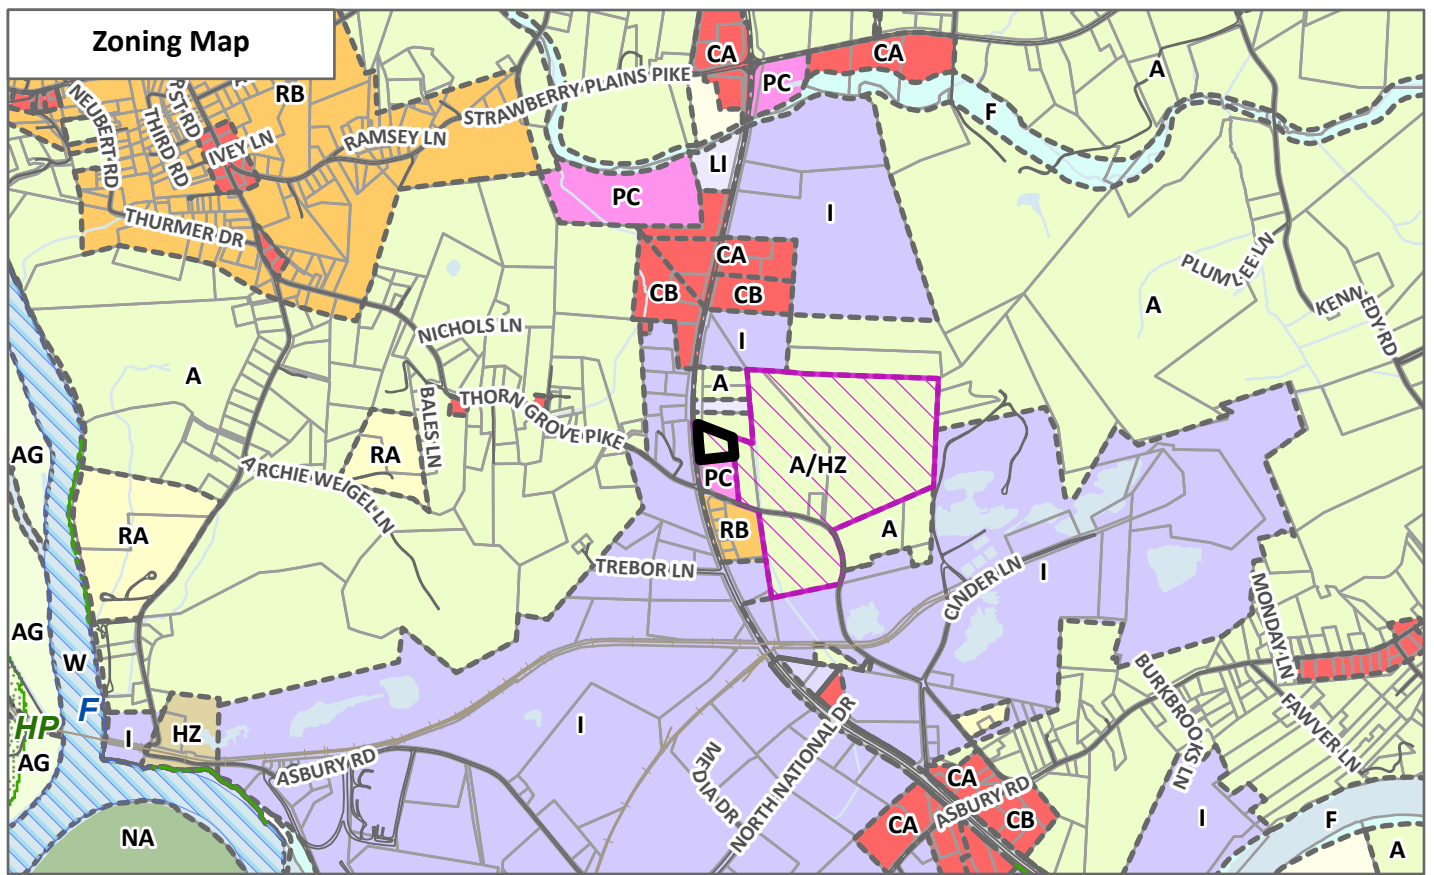 Zoning Map
CA
CA
A
PC
RB
NEUBERT RD
THIRD RD
IVEY LN
RAMSEY LN
STRAWBERRY PLAINS PIKE
F
LI
PC
I
THURMER DR
CA
CB
CB
PLUMLEE LN
KENNEDY RD
A
NICHOLS LN
I
A
A
BALES LN
THORN GROVE PIKE
RA
AG
ARCHIE WEIGEL LN
A/HZ
PC
RA
RB
A
TREBOR LN
CINDER LN
I
MONDAY LN
AG
W
F
HP
AG
I
HZ
I
BURKBROOKS LN
FAWVER LN
ASBURY RD
MEDIA DR
NORTH NATIONAL DR
CA
ASBURY RD
CA
CB
I
F
NA
A